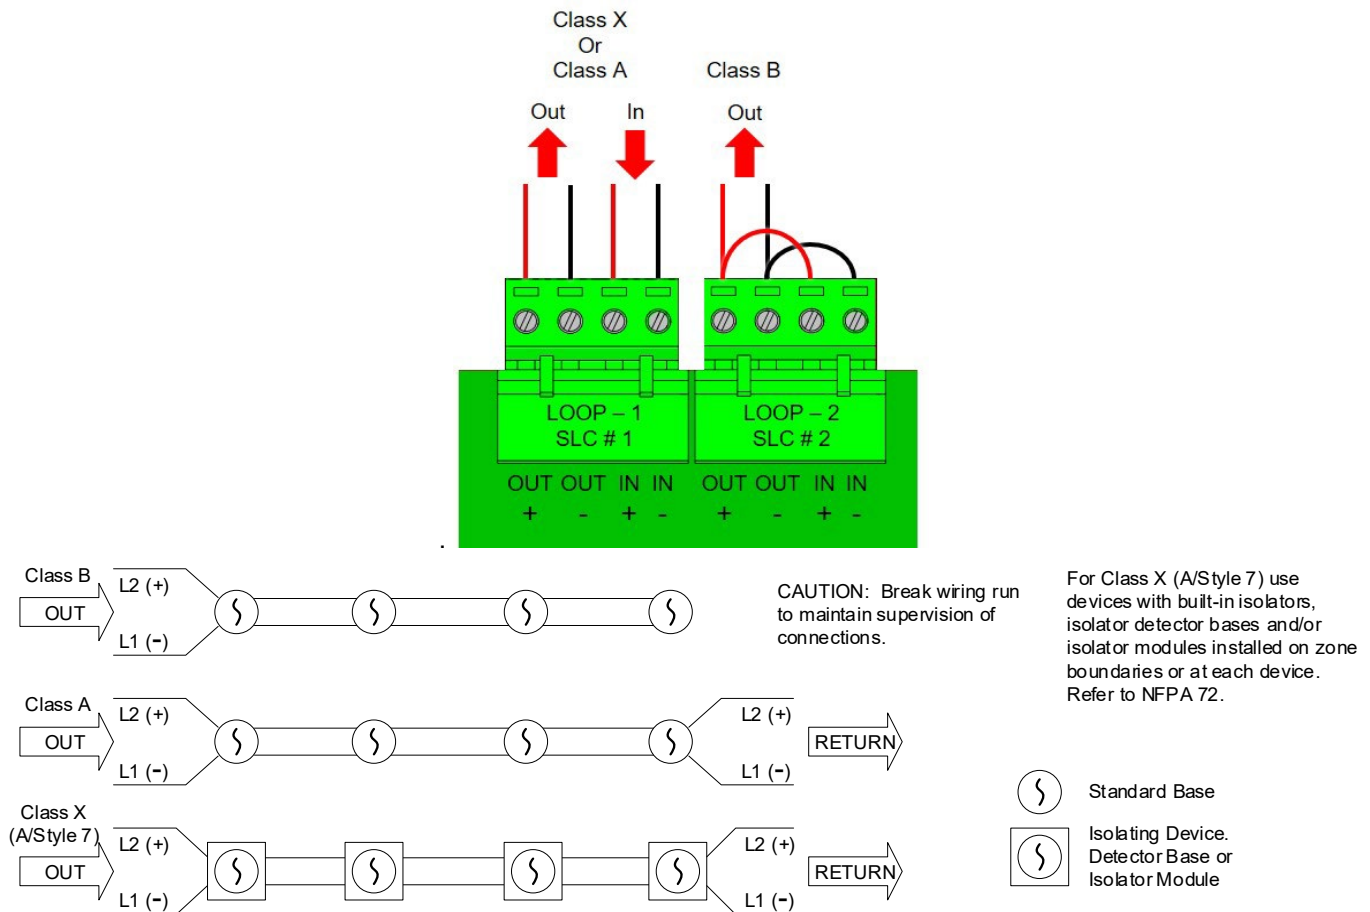 Class X
Or
Class A
Class B
Out
In
Out
LOOP – 1
SLC # 1
LOOP – 2
SLC # 2
OUT OUT IN IN
+ - + -
OUT OUT IN IN
+ - + -
.
Class B
OUT
L2 (+)
L1 (-)
CAUTION: Break wiring run
to maintain supervision of
connections.
For Class X (A/Style 7) use
devices with built-in isolators,
isolator detector bases and/or
isolator modules installed on zone
boundaries or at each device.
Refer to NFPA 72.
Class A
OUT
L2 (+)
L1 (-)
L2 (+)
L1 (-)
RETURN
Class X
(A/Style 7)
OUT
L2 (+)
L1 (-)
L2 (+)
L1 (-)
RETURN
Standard Base
Isolating Device.
Detector Base or
Isolator Module